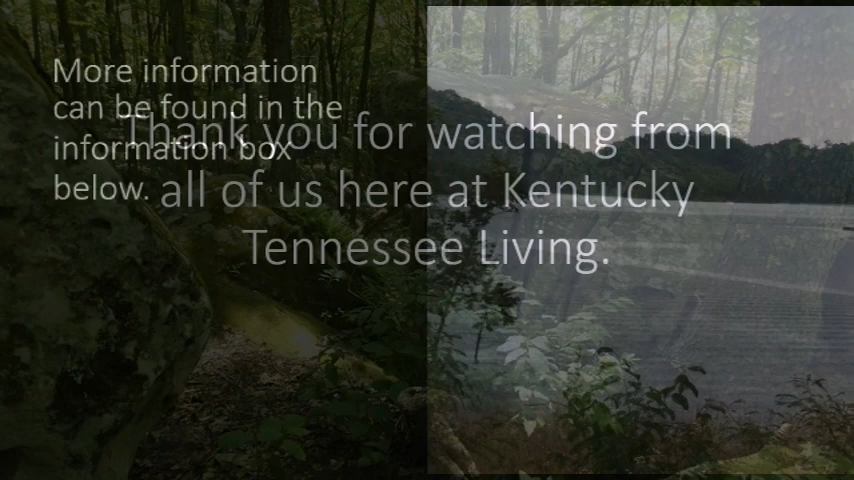 More information
can be found in the
information box
below.
Thank you for watching from
all of us here at Kentucky
Tennessee Living.